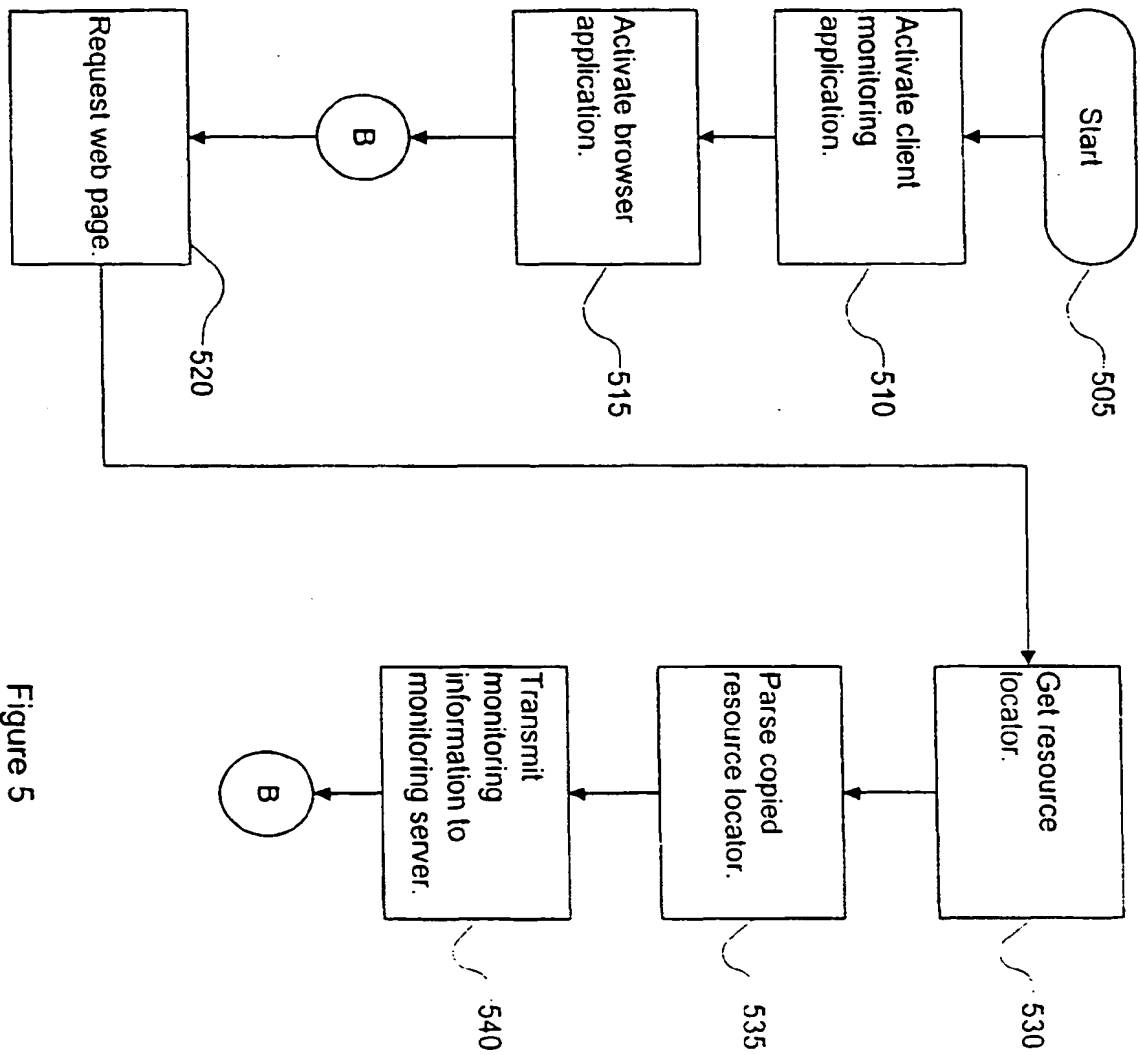 Start
505
Activate client
monitoring
application.
510
Activate browser
application.
515
B
Request web page.
520
Get resource
locator.
530
Parse copied
resource locator.
535
Transmit
monitoring
information to
monitoring server.
540
B
Figure 5